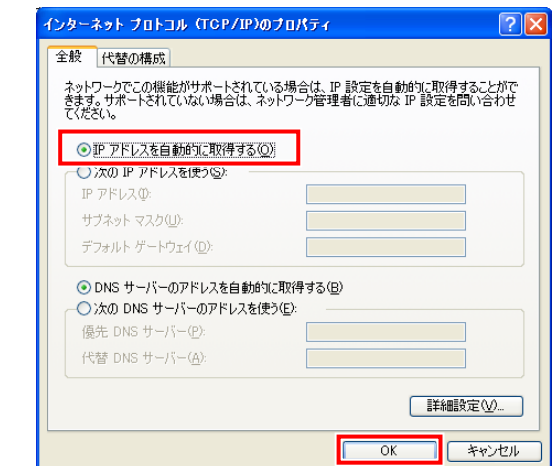 インターネット プロトコル (TCP/IP)のプロパティ
全般 代替の構成
ネットワークでこの機能がサポートされている場合は、IP 設定を自動的に取得することがで
きます。サポートされていない場合は、ネットワーク管理者に適切な IP 設定を問い合わせ
てください。
IP アドレスを自動的に取得する(O)
次の IP アドレスを使う(S):
IP アドレス(I):
サブネット マスク(U):
デフォルト ゲートウェイ(D):
DNS サーバーのアドレスを自動的に取得する(B)
次の DNS サーバーのアドレスを使う(E):
優先 DNS サーバー(P):
代替 DNS サーバー(A):
詳細設定(V)...
OK キャンセル